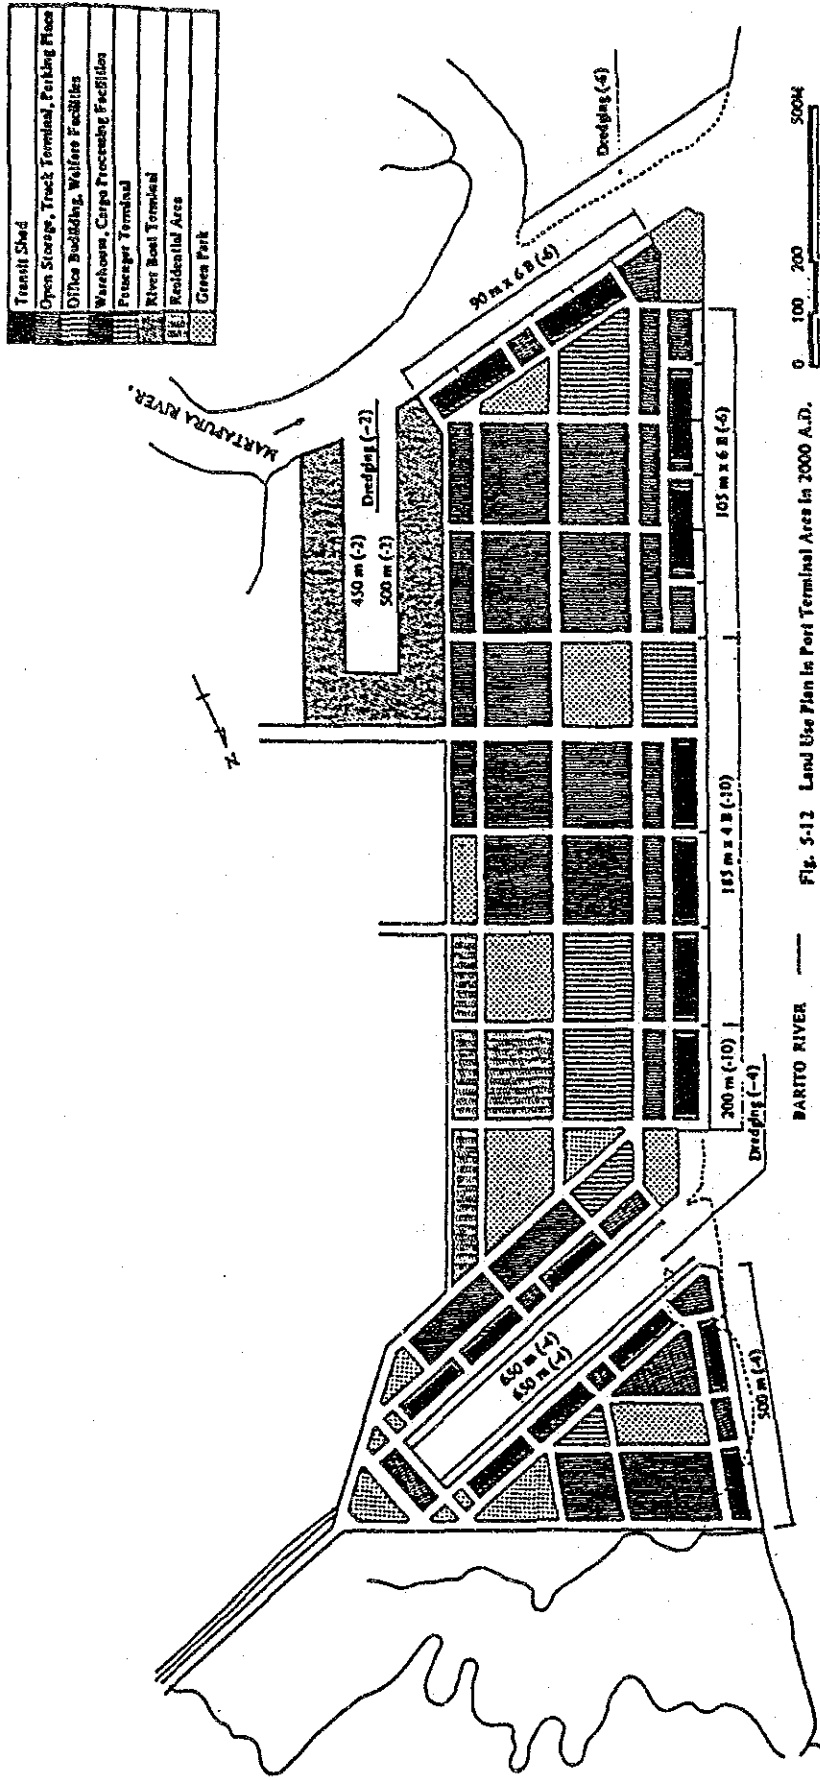 Transit Shed
Open Storage, Truck Terminal, Parking Place
Office Buildding, Welfare Facilities
Warehouse, Cargo Processing Facilities
Passenger Terminal
River Boat Terminal
Residential Area
Green Park
MARTAPURA RIVER.
Dredging (-6)
90 m x 6 B (-6)
450 m (-2)
Dredging (-2)
500 m (-2)
N
105 m x 6 B (-6)
185 m x 4 B (-10)
200 m (-10)
Dredging (-4)
650 m (-4)
650 m (-4)
500 m (-4)
BARITO RIVER
0 100 200 500M
Fig. 5-12 Land Use Plan in Port Terminal Area in 2000 A.D.